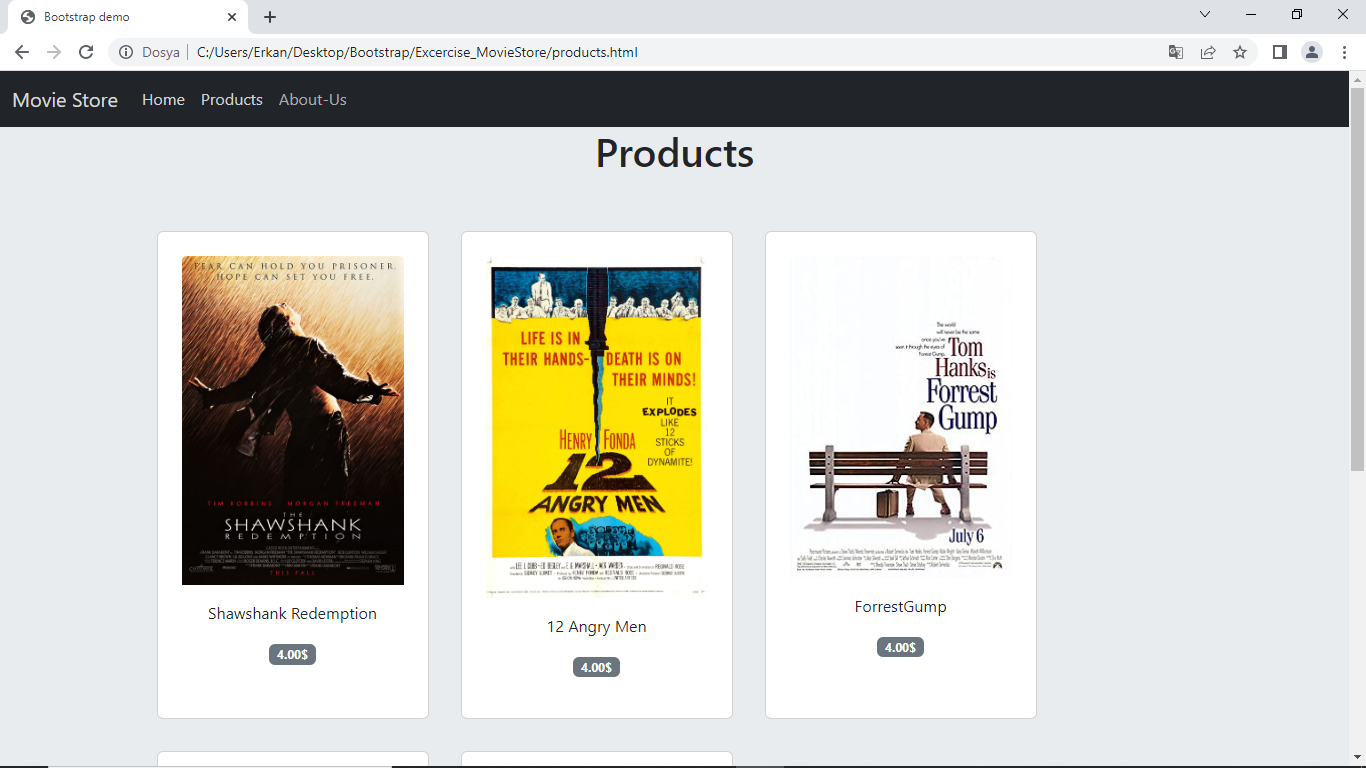 Bootstrap demo
Dosya
C:/Users/Erkan/Desktop/Bootstrap/Excercise_MovieStore/products.html
Movie Store
Home
Products
About-Us
Products
FEAR CAN HOLD YOU PRISONER.
HOPE CAN SET YOU FREE.
TIM ROBBINS MORGAN FREEMAN
THE
SHAWSHANK
REDEMPTION
THIS FALL
Shawshank Redemption
4.00$
LIFE IS IN
THEIR HANDS-
DEATH IS ON
THEIR MINDS!
IT
EXPLODES
LIKE
12
STICKS
OF
DYNAMITE!
HENRY FONDA
12
ANGRY MEN
12 Angry Men
4.00$
The world
will never be the same
once you've
seen it through the eyes of
Forrest Gump.
Tom
Hanks is
Forrest
Gump
July 6
ForrestGump
4.00$